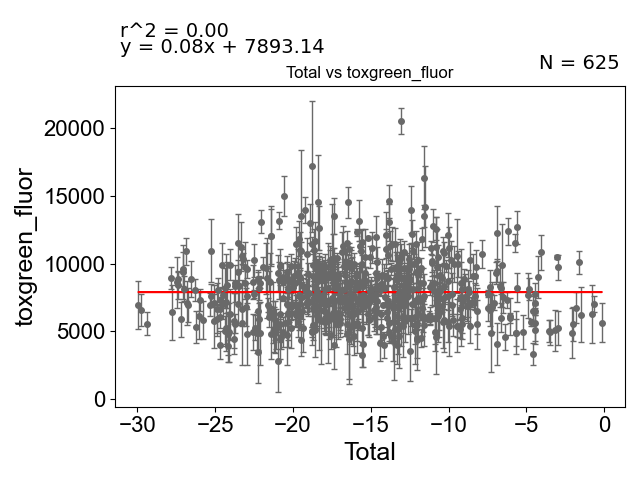 r^2 = 0.00
y = 0.08x + 7893.14
N = 625
Total vs toxgreen_fluor
20000
15000
10000
5000
0
toxgreen_fluor
−30 −25 −20 −15 −10 −5 0
Total